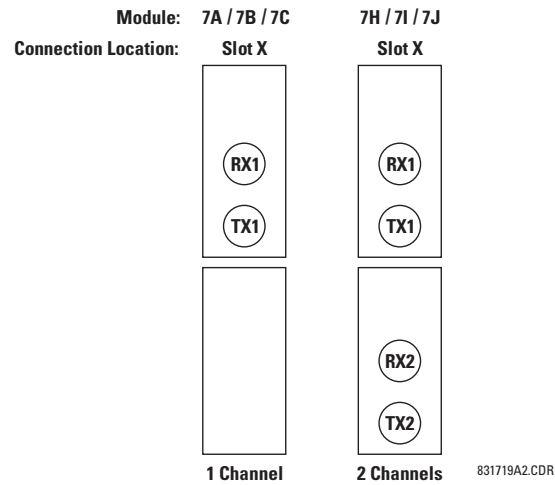 Module: 7A / 7B / 7C 7H / 7I / 7J
Connection Location: Slot X Slot X
RX1 RX1
TX1 TX1
RX2
TX2
1 Channel 2 Channels 831719A2.CDR